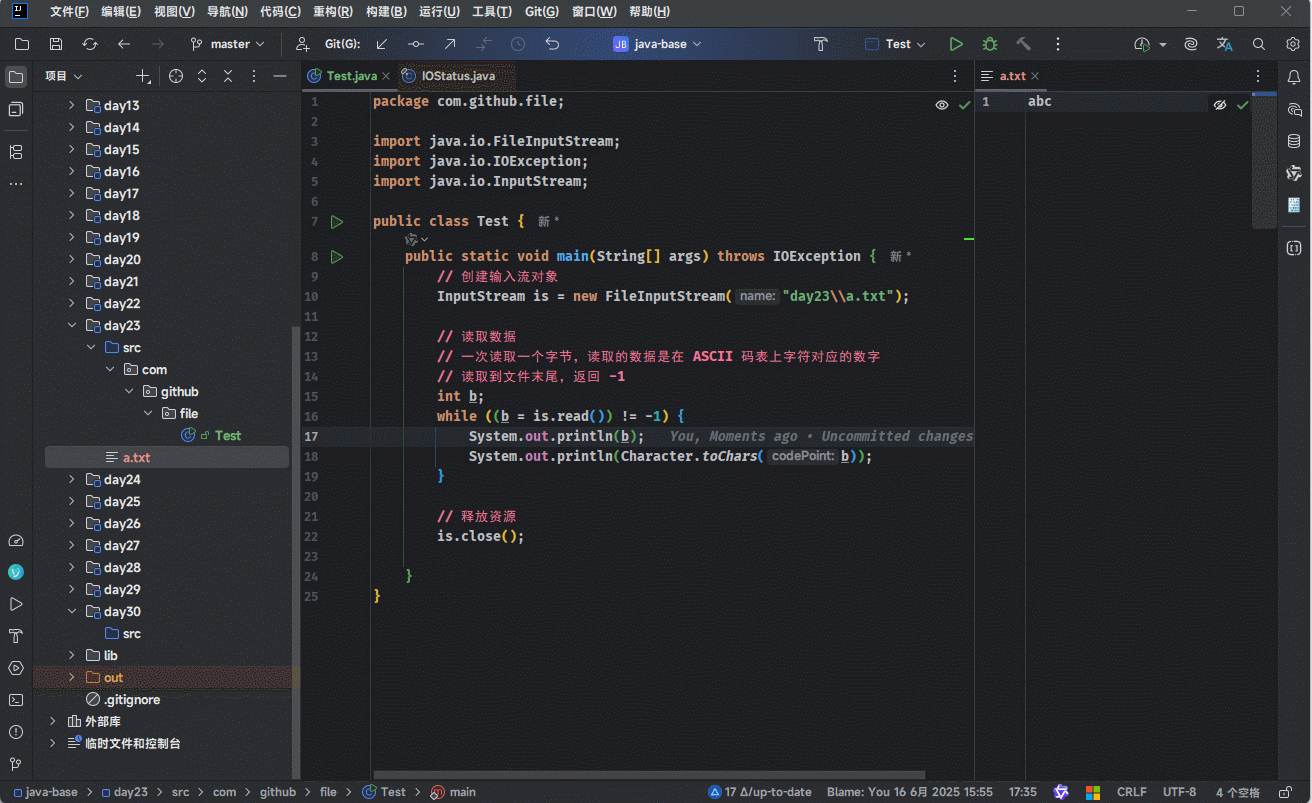 文件(F) 编辑(E) 视图(V) 导航(N) 代码(C) 重构(R) 构建(B) 运行(U) 工具(T) Git(G) 窗口(W) 帮助(H)
master Git(G): JB java-base Test
项目 Test.java IOStatus.java a.txt
day13
day14
day15
day16
day17
day18
day19
day20
day21
day22
day23
src
com
github
file
Test
a.txt
day24
day25
day26
day27
day28
day29
day30
src
lib
out
.gitignore
外部库
临时文件和控制台
1 package com.github.file;
2
3 import java.io.FileInputStream;
4 import java.io.IOException;
5 import java.io.InputStream;
6
7 public class Test { 新 *
8 public static void main(String[] args) throws IOException { 新 *
9 // 创建输入流对象
10 InputStream is = new FileInputStream( name: "day23\\a.txt");
11
12 // 读取数据
13 // 一次读取一个字节，读取的数据是在 ASCII 码表上字符对应的数字
14 // 读取到文件末尾，返回 -1
15 int b;
16 while ((b = is.read()) != -1) {
17 System.out.println(b); You, Moments ago • Uncommitted changes
18 System.out.println(Character.toChars( codePoint: b));
19 }
20
21 // 释放资源
22 is.close();
23
24 }
25 }
1 abc
java-base > day23 > src > com > github > file > Test > main 17 Δ/up-to-date Blame: You 16 6月 2025 15:55 17:35 CRLF UTF-8 4 个空格